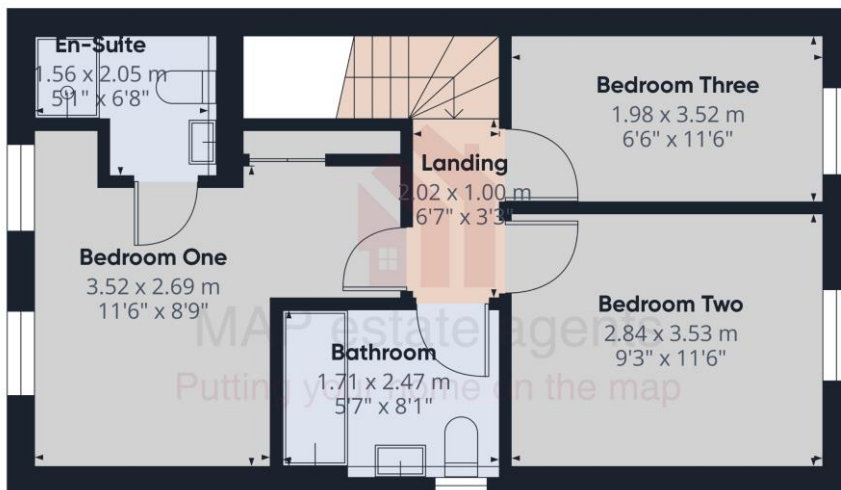 En-Suite
1.56 x 2.05 m
5'1" x 6'8"
Bedroom Three
1.98 x 3.52 m
6'6" x 11'6"
Landing
2.02 x 1.00 m
6'7" x 3'3"
Bedroom One
3.52 x 2.69 m
11'6" x 8'9"
Bedroom Two
2.84 x 3.53 m
9'3" x 11'6"
Bathroom
1.71 x 2.47 m
5'7" x 8'1"
MAP estate agents
Putting your home on the map